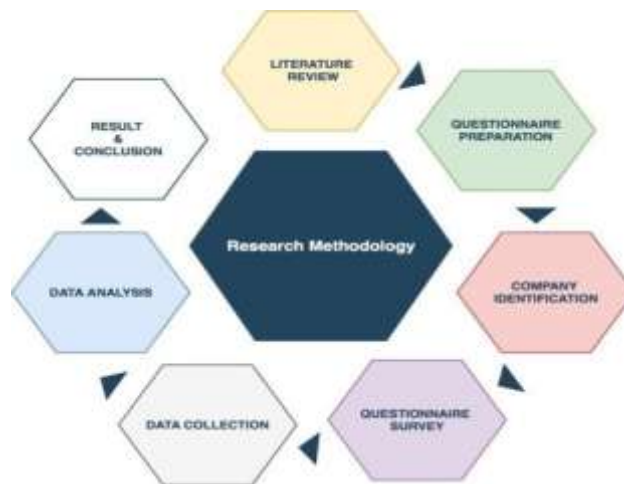 LITERATURE
REVIEW
QUESTIONNAIRE
PREPARATION
COMPANY
IDENTIFICATION
QUESTIONNAIRE
SURVEY
DATA COLLECTION
DATA ANALYSIS
RESULT
&
CONCLUSION
Research Methodology